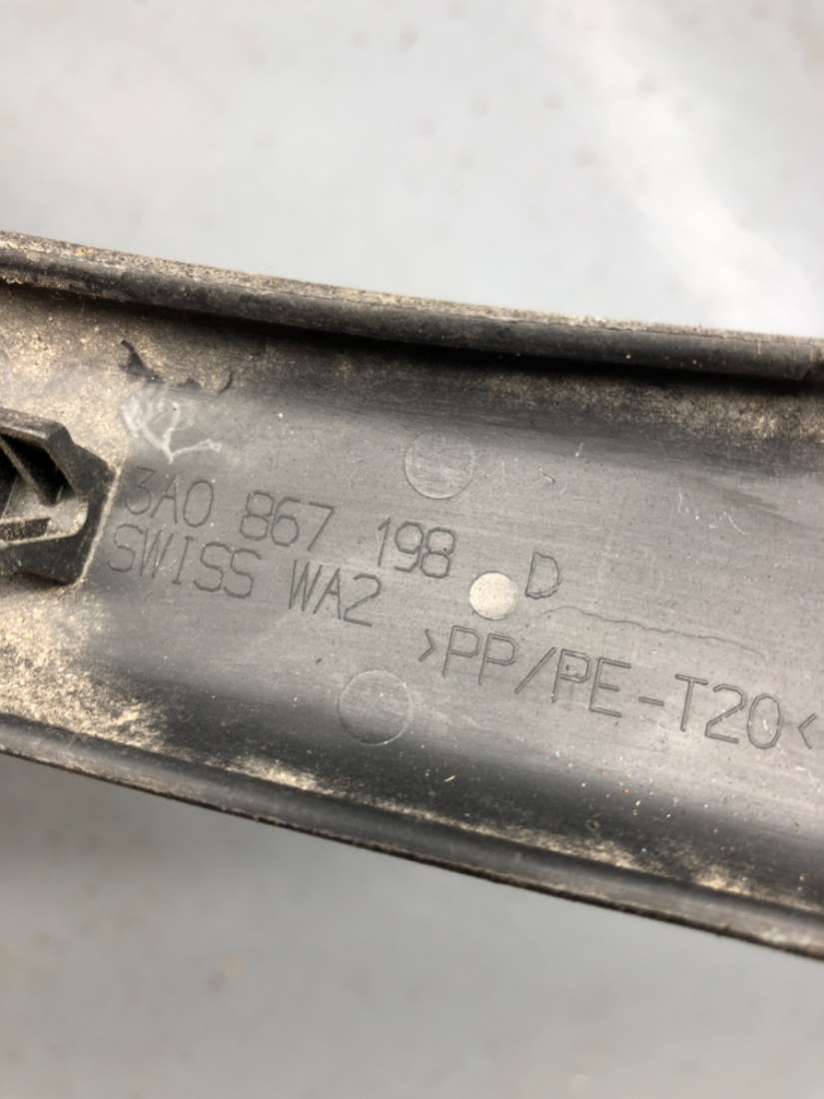 3A0 867 198 D
SWISS WA2
>PP/PE-T20<